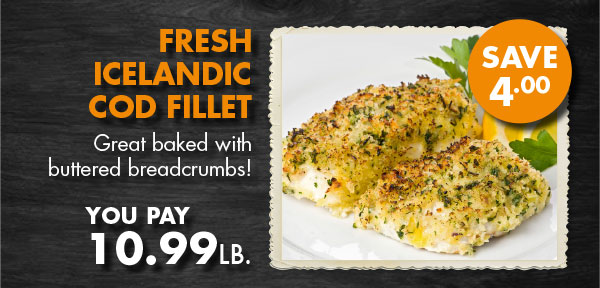 FRESH
ICELANDIC
COD FILLET
Great baked with
buttered breadcrumbs!
YOU PAY
10.99LB.
SAVE
4.00